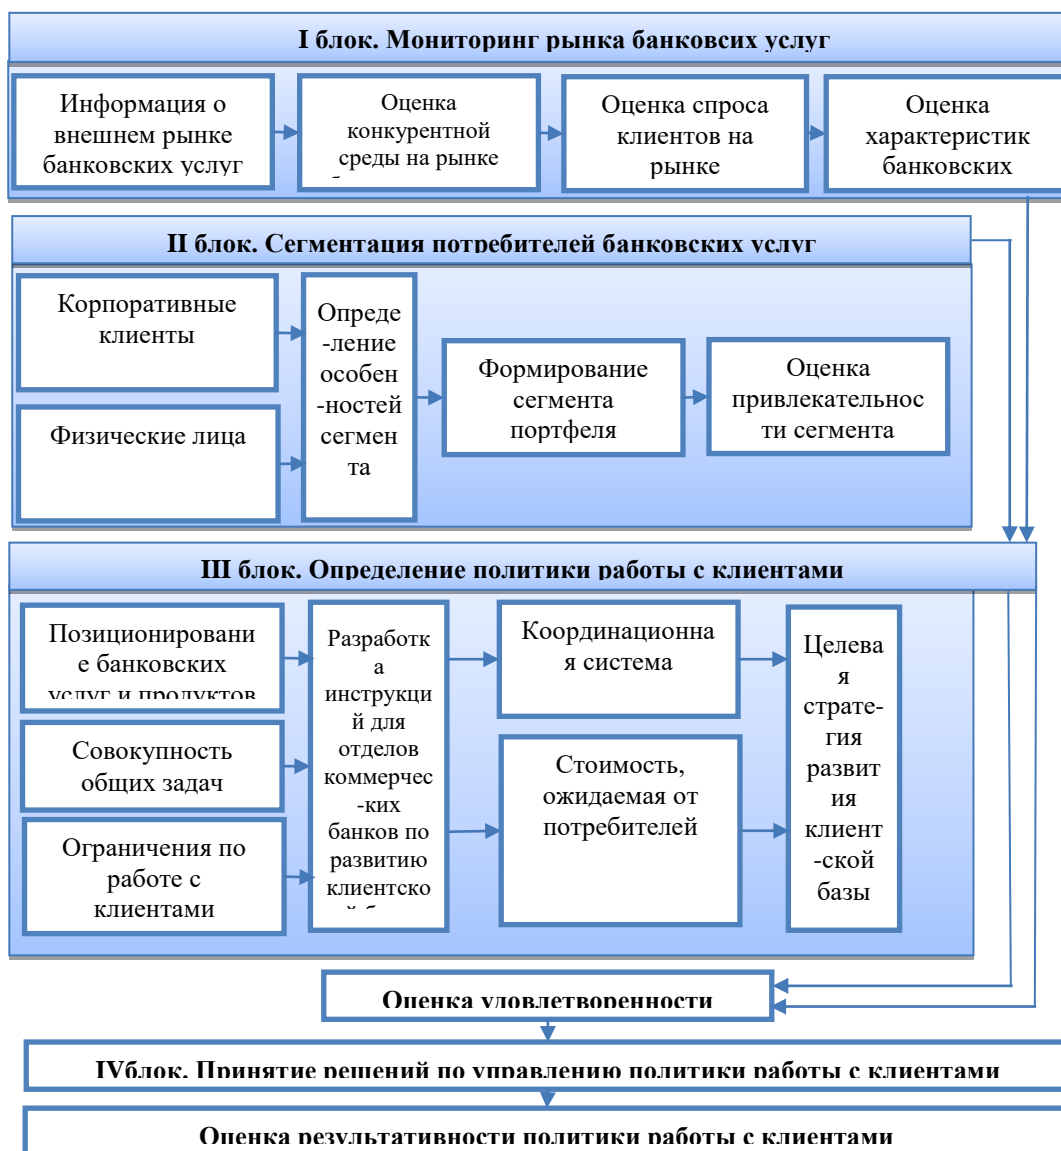 I блок. Мониторинг рынка банковсих услуг
Информация о
внешнем рынке
банковских услуг
Оценка
конкурентной
среды на рынке
Оценка спроса
клиентов на
рынке
Оценка
характеристик
банковских
II блок. Сегментация потребителей банковских услуг
Корпоративные
клиенты
Физические лица
Опреде
-ление
особен
-ностей
сегмен
та
Формирование
сегмента
портфеля
Оценка
привлекательнос
ти сегмента
III блок. Определение политики работы с клиентами
Позиционировани
е банковских
услуг и продуктов
Совокупность
общих задач
Ограничения по
работе с
клиентами
Разработк
а
инструкци
й для
отделов
коммерчес
-ких
банков по
развитию
клиентско
Координационна
я система
Стоимость,
ожидаемая от
потребителей
Целева
я
страте-
гия
развит
ия
клиент
-ской
базы
Оценка удовлетворенности
IVблок. Принятие решений по управлению политики работы с клиентами
Оценка результативности политики работы с клиентами